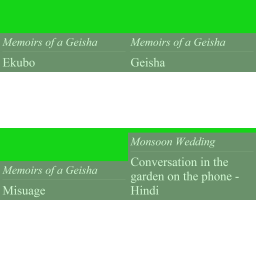 Memoirs of a Geisha
Ekubo
Memoirs of a Geisha
Geisha
Memoirs of a Geisha
Misuage
Monsoon Wedding
Conversation in the
garden on the phone -
Hindi